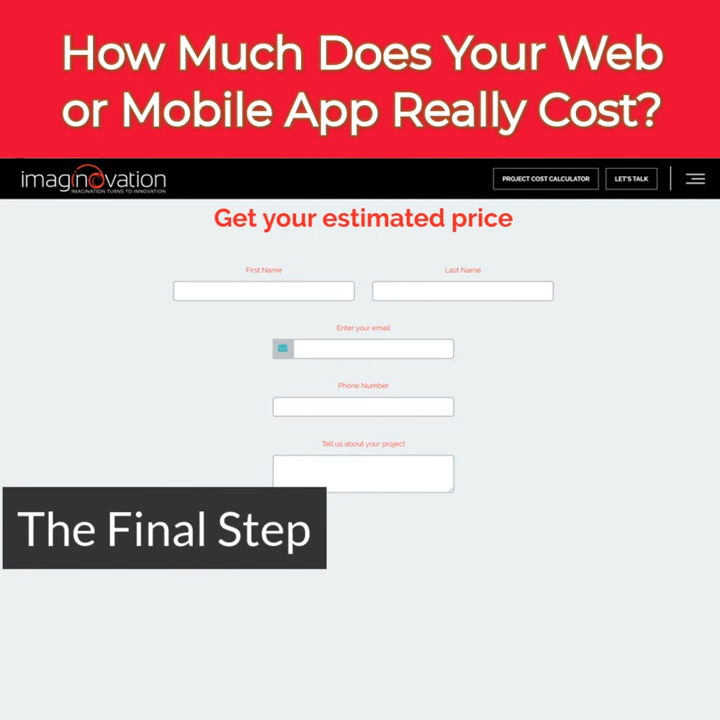 How Much Does Your Web
or Mobile App Really Cost?
imaginovation
IMAGINATION TURNS TO INNOVATION
PROJECT COST CALCULATOR
LET'S TALK
Get your estimated price
First Name
Last Name
Enter your email
Phone Number
Tell us about your project
The Final Step